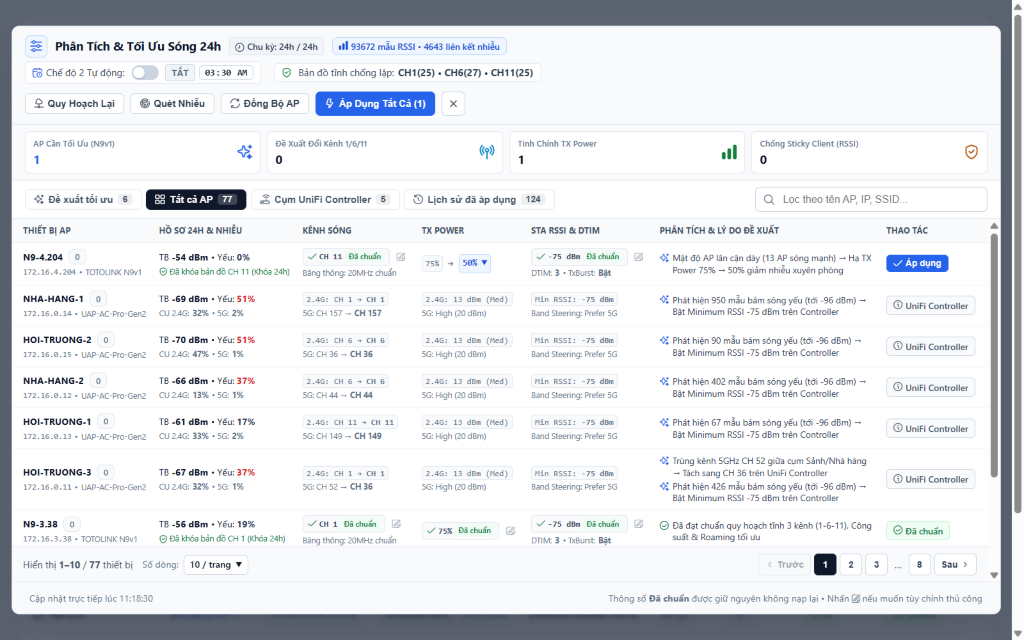 Phân Tích & Tối Ưu Sóng 24h
Chu kỳ: 24h / 24h
93672 mẫu RSSI • 4643 liên kết nhiễu
Chế độ 2 Tự động:
TẮT
03:30 AM
Bản đồ tĩnh chống lặp: CH1(25) • CH6(27) • CH11(25)
Quy Hoạch Lại
Quét Nhiễu
Đồng Bộ AP
Áp Dụng Tất Cả (1)
AP Cần Tối Ưu (N9v1)
1
Đề Xuất Đổi Kênh 1/6/11
0
Tinh Chỉnh TX Power
1
Chống Sticky Client (RSSI)
0
Đề xuất tối ưu 6
Tất cả AP 77
Cụm UniFi Controller 5
Lịch sử đã áp dụng 124
Lọc theo tên AP, IP, SSID...
THIẾT BỊ AP
HỒ SƠ 24H & NHIỄU
KÊNH SÓNG
TX POWER
STA RSSI & DTIM
PHÂN TÍCH & LÝ DO ĐỀ XUẤT
THAO TÁC
N9-4.204 0
172.16.4.204 • TOTOLINK N9v1
TB -54 dBm • Yếu: 0%
Đã khóa bản đồ CH 11 (Khóa 24h)
CH 11 Đã chuẩn
Băng thông: 20MHz chuẩn
75% → 50% ▼
-75 dBm Đã chuẩn
DTIM: 3 • TxBurst: Bật
Mật độ AP lân cận dày (13 AP sóng mạnh) → Hạ TX
Power 75% → 50% giảm nhiễu xuyên phòng
Áp dụng
NHA-HANG-1 0
172.16.0.14 • UAP-AC-Pro-Gen2
TB -69 dBm • Yếu: 51%
CU 2.4G: 32% • 5G: 2%
2.4G: CH 1 → CH 1
5G: CH 157 → CH 157
2.4G: 13 dBm (Med)
5G: High (20 dBm)
Min RSSI: -75 dBm
Band Steering: Prefer 5G
Phát hiện 950 mẫu bám sóng yếu (tới -96 dBm) →
Bật Minimum RSSI -75 dBm trên Controller
UniFi Controller
HOI-TRUONG-2 0
172.16.0.15 • UAP-AC-Pro-Gen2
TB -70 dBm • Yếu: 51%
CU 2.4G: 47% • 5G: 1%
2.4G: CH 6 → CH 6
5G: CH 36 → CH 36
2.4G: 13 dBm (Med)
5G: High (20 dBm)
Min RSSI: -75 dBm
Band Steering: Prefer 5G
Phát hiện 90 mẫu bám sóng yếu (tới -96 dBm) →
Bật Minimum RSSI -75 dBm trên Controller
UniFi Controller
NHA-HANG-2 0
172.16.0.12 • UAP-AC-Pro-Gen2
TB -66 dBm • Yếu: 37%
CU 2.4G: 13% • 5G: 1%
2.4G: CH 6 → CH 6
5G: CH 44 → CH 44
2.4G: 13 dBm (Med)
5G: High (20 dBm)
Min RSSI: -75 dBm
Band Steering: Prefer 5G
Phát hiện 402 mẫu bám sóng yếu (tới -96 dBm) →
Bật Minimum RSSI -75 dBm trên Controller
UniFi Controller
HOI-TRUONG-1 0
172.16.0.13 • UAP-AC-Pro-Gen2
TB -67 dBm • Yếu: 17%
CU 2.4G: 33% • 5G: 2%
2.4G: CH 11 → CH 11
5G: CH 149 → CH 149
2.4G: 13 dBm (Med)
5G: High (20 dBm)
Min RSSI: -75 dBm
Band Steering: Prefer 5G
Phát hiện 67 mẫu bám sóng yếu (tới -96 dBm) →
Bật Minimum RSSI -75 dBm trên Controller
UniFi Controller
HOI-TRUONG-3 0
172.16.0.11 • UAP-AC-Pro-Gen2
TB -67 dBm • Yếu: 37%
CU 2.4G: 32% • 5G: 1%
2.4G: CH 1 → CH 1
5G: CH 52 → CH 36
2.4G: 13 dBm (Med)
5G: High (20 dBm)
Min RSSI: -75 dBm
Band Steering: Prefer 5G
Trùng kênh 5GHz CH 52 giữa cụm Sảnh/Nhà hàng
→ Tách sang CH 36 trên UniFi Controller
Phát hiện 426 mẫu bám sóng yếu (tới -96 dBm) →
Bật Minimum RSSI -75 dBm trên Controller
UniFi Controller
N9-3.38 0
172.16.3.38 • TOTOLINK N9v1
TB -56 dBm • Yếu: 19%
Đã khóa bản đồ CH 1 (Khóa 24h)
CH 1 Đã chuẩn
Băng thông: 20MHz chuẩn
75% Đã chuẩn
-75 dBm Đã chuẩn
DTIM: 3 • TxBurst: Bật
Đã đạt chuẩn quy hoạch tĩnh 3 kênh (1-6-11), Công
suất & Roaming tối ưu
Đã chuẩn
Hiển thị 1–10 / 77 thiết bị
Số dòng:
10 / trang ▼
‹ Trước
1
2
3
...
8
Sau ›
Cập nhật trực tiếp lúc 11:18:30
Thông số Đã chuẩn được giữ nguyên không nạp lại • Nhấn nếu muốn tùy chỉnh thủ công